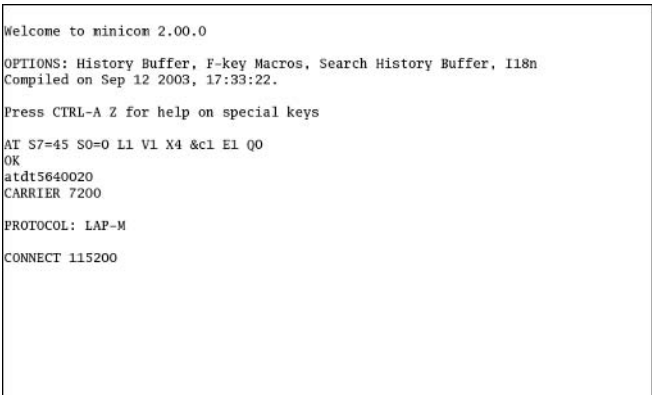 Welcome to minicom 2.00.0
OPTIONS: History Buffer, F-key Macros, Search History Buffer, I18n
Compiled on Sep 12 2003, 17:33:22.
Press CTRL-A Z for help on special keys
AT S7=45 S0=0 L1 V1 X4 &c1 E1 Q0
OK
atdt5640020
CARRIER 7200
PROTOCOL: LAP-M
CONNECT 115200